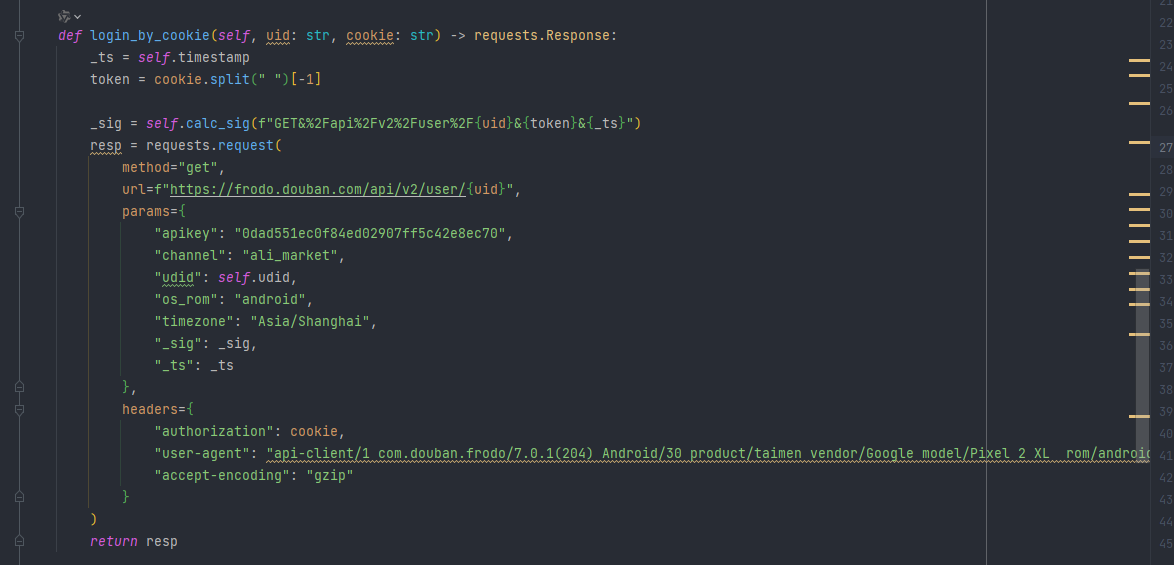 def login_by_cookie(self, uid: str, cookie: str) -> requests.Response:
    _ts = self.timestamp
    token = cookie.split(" ")[-1]
    _sig = self.calc_sig(f"GET&%2Fapi%2Fv2%2Fuser%2F{uid}&{token}&{_ts}")
    resp = requests.request(
        method="get",
        url=f"https://frodo.douban.com/api/v2/user/{uid}",
        params={
            "apikey": "0dad551ec0f84ed02907ff5c42e8ec70",
            "channel": "ali_market",
            "udid": self.udid,
            "os_rom": "android",
            "timezone": "Asia/Shanghai",
            "_sig": _sig,
            "_ts": _ts
        },
        headers={
            "authorization": cookie,
            "user-agent": "api-client/1 com.douban.frodo/7.0.1(204) Android/30 product/taimen vendor/Google model/Pixel 2 XL  rom/android
            "accept-encoding": "gzip"
        }
    )
    return resp
22
23
24
25
26
27
28
29
30
31
32
33
34
35
36
37
38
39
40
41
42
43
44
45